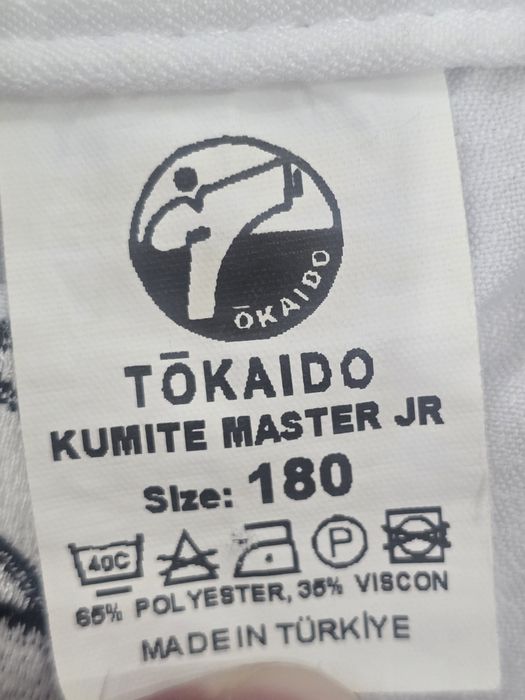 ŌKAIDO
TŌKAIDO
KUMITE MASTER JR
Size: 180
40C P
65% POLYESTER, 35% VISCON
MADE IN TÜRKİYE